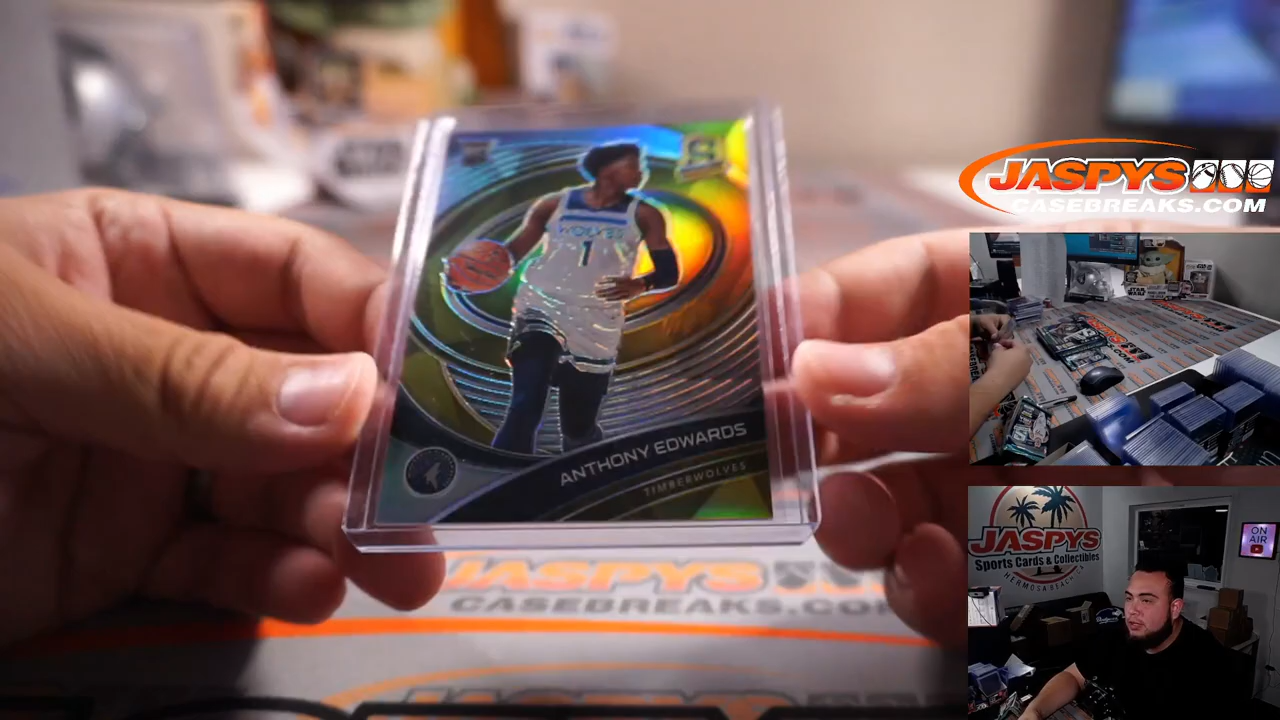 WOLVES
1
ANTHONY EDWARDS
TIMBERWOLVES
JASPYS
CASEBREAKS.COM
JASPYS
CASEBREAKS.COM
JASPYS
Sports Cards & Collectibles
HERMOSA BEACH
ON
AIR